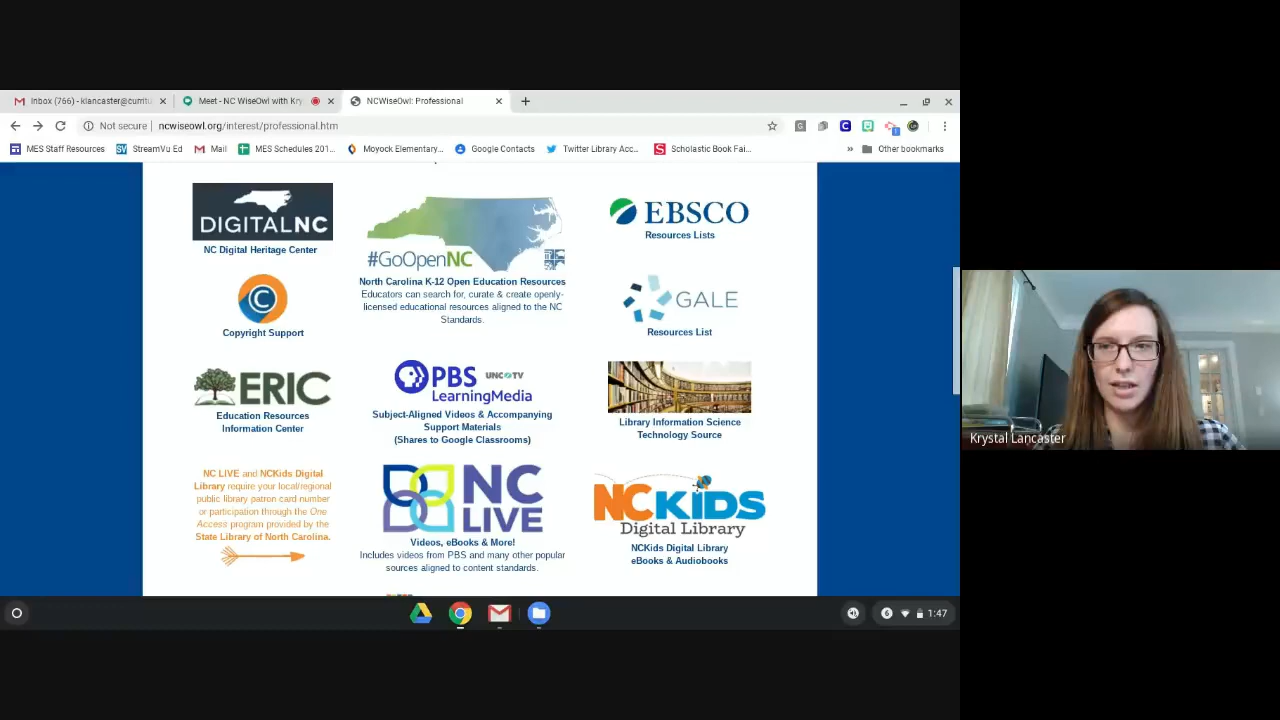 Inbox (766) - klancaster@curritu
Meet - NC WiseOwl with Kry
NCWiseOwl: Professional
Not secure
ncwiseowl.org/interest/professional.htm
MES Staff Resources
StreamVu Ed
Mail
MES Schedules 201...
Moyock Elementary...
Google Contacts
Twitter Library Acc...
Scholastic Book Fai...
» Other bookmarks
DIGITALNC
NC Digital Heritage Center
#GoOpenNC
North Carolina K-12 Open Education Resources
Educators can search for, curate & create openly-
licensed educational resources aligned to the NC
Standards.
EBSCO
Resources Lists
C
Copyright Support
GALE
Resources List
ERIC
Education Resources
Information Center
PBS UNC TV
LearningMedia
Subject-Aligned Videos & Accompanying
Support Materials
(Shares to Google Classrooms)
Library Information Science
Technology Source
NC LIVE and NCKids Digital
Library require your local/regional
public library patron card number
or participation through the One
Access program provided by the
State Library of North Carolina.
NC
LIVE
Videos, eBooks & More!
Includes videos from PBS and many other popular
sources aligned to content standards.
NCKIDS
Digital Library
NCKids Digital Library
eBooks & Audiobooks
Krystal Lancaster
6
1:47